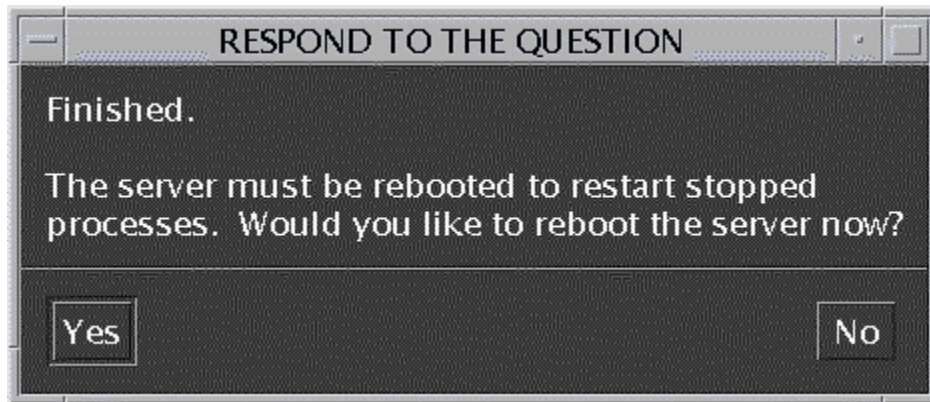 RESPOND TO THE QUESTION
Finished.
The server must be rebooted to restart stopped
processes.  Would you like to reboot the server now?
Yes
No